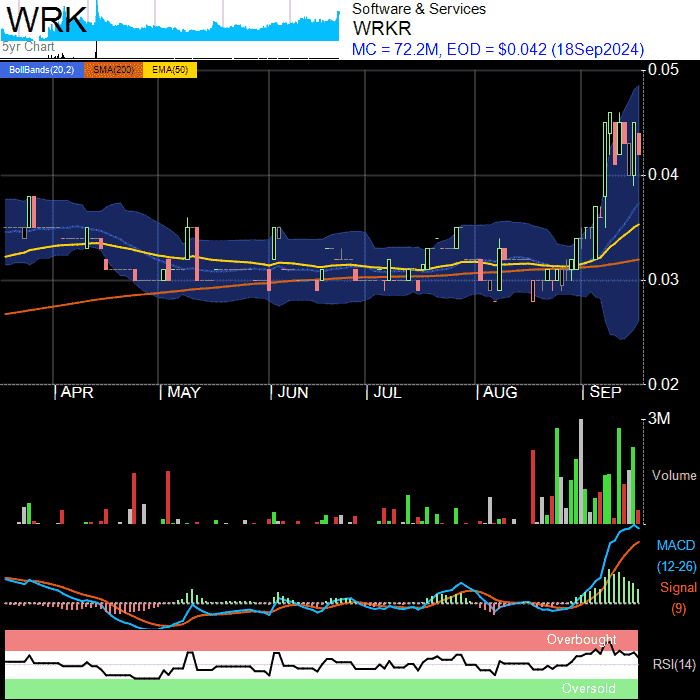 WRK
5yr Chart
Software & Services
WRKR
MC = 72.2M, EOD = $0.042 (18Sep2024)
BollBands(20,2) SMA(200) EMA(50)
0.05
0.04
0.03
0.02
APR MAY JUN JUL AUG SEP
3M
Volume
MACD
(12-26)
Signal
(9)
Overbought
RSI(14)
Oversold